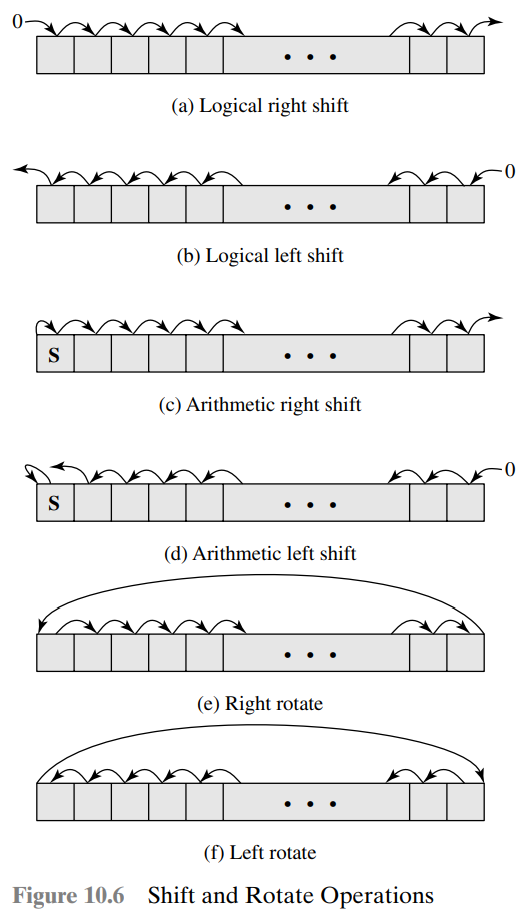 0
• • •
(a) Logical right shift
0
• • •
(b) Logical left shift
S
• • •
(c) Arithmetic right shift
0
S
• • •
(d) Arithmetic left shift
• • •
(e) Right rotate
• • •
(f) Left rotate
Figure 10.6 Shift and Rotate Operations